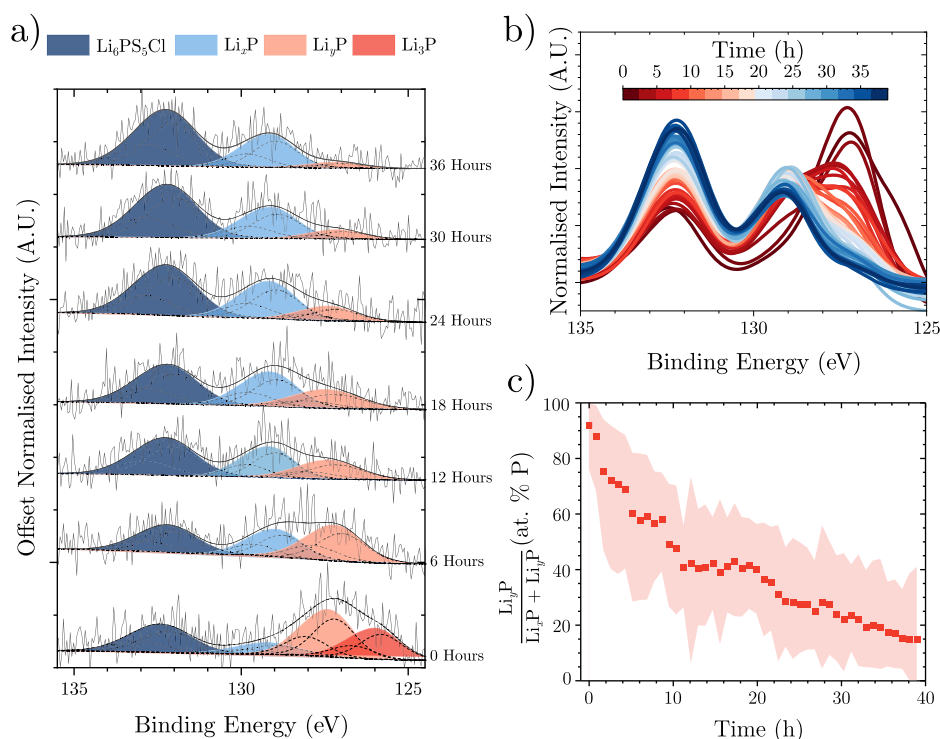 a)
Li₆PS₅Cl LiₓP Li_yP Li₃P
Offset Normalised Intensity (A.U.)
36 Hours
30 Hours
24 Hours
18 Hours
12 Hours
6 Hours
0 Hours
135 130 125
Binding Energy (eV)
b)
Normalised Intensity (A.U.)
Time (h)
0 5 10 15 20 25 30 35
135 130 125
Binding Energy (eV)
c)
Li_yP
LiₓP + Li_yP
(at. % P)
100
80
60
40
20
0
0 10 20 30 40
Time (h)